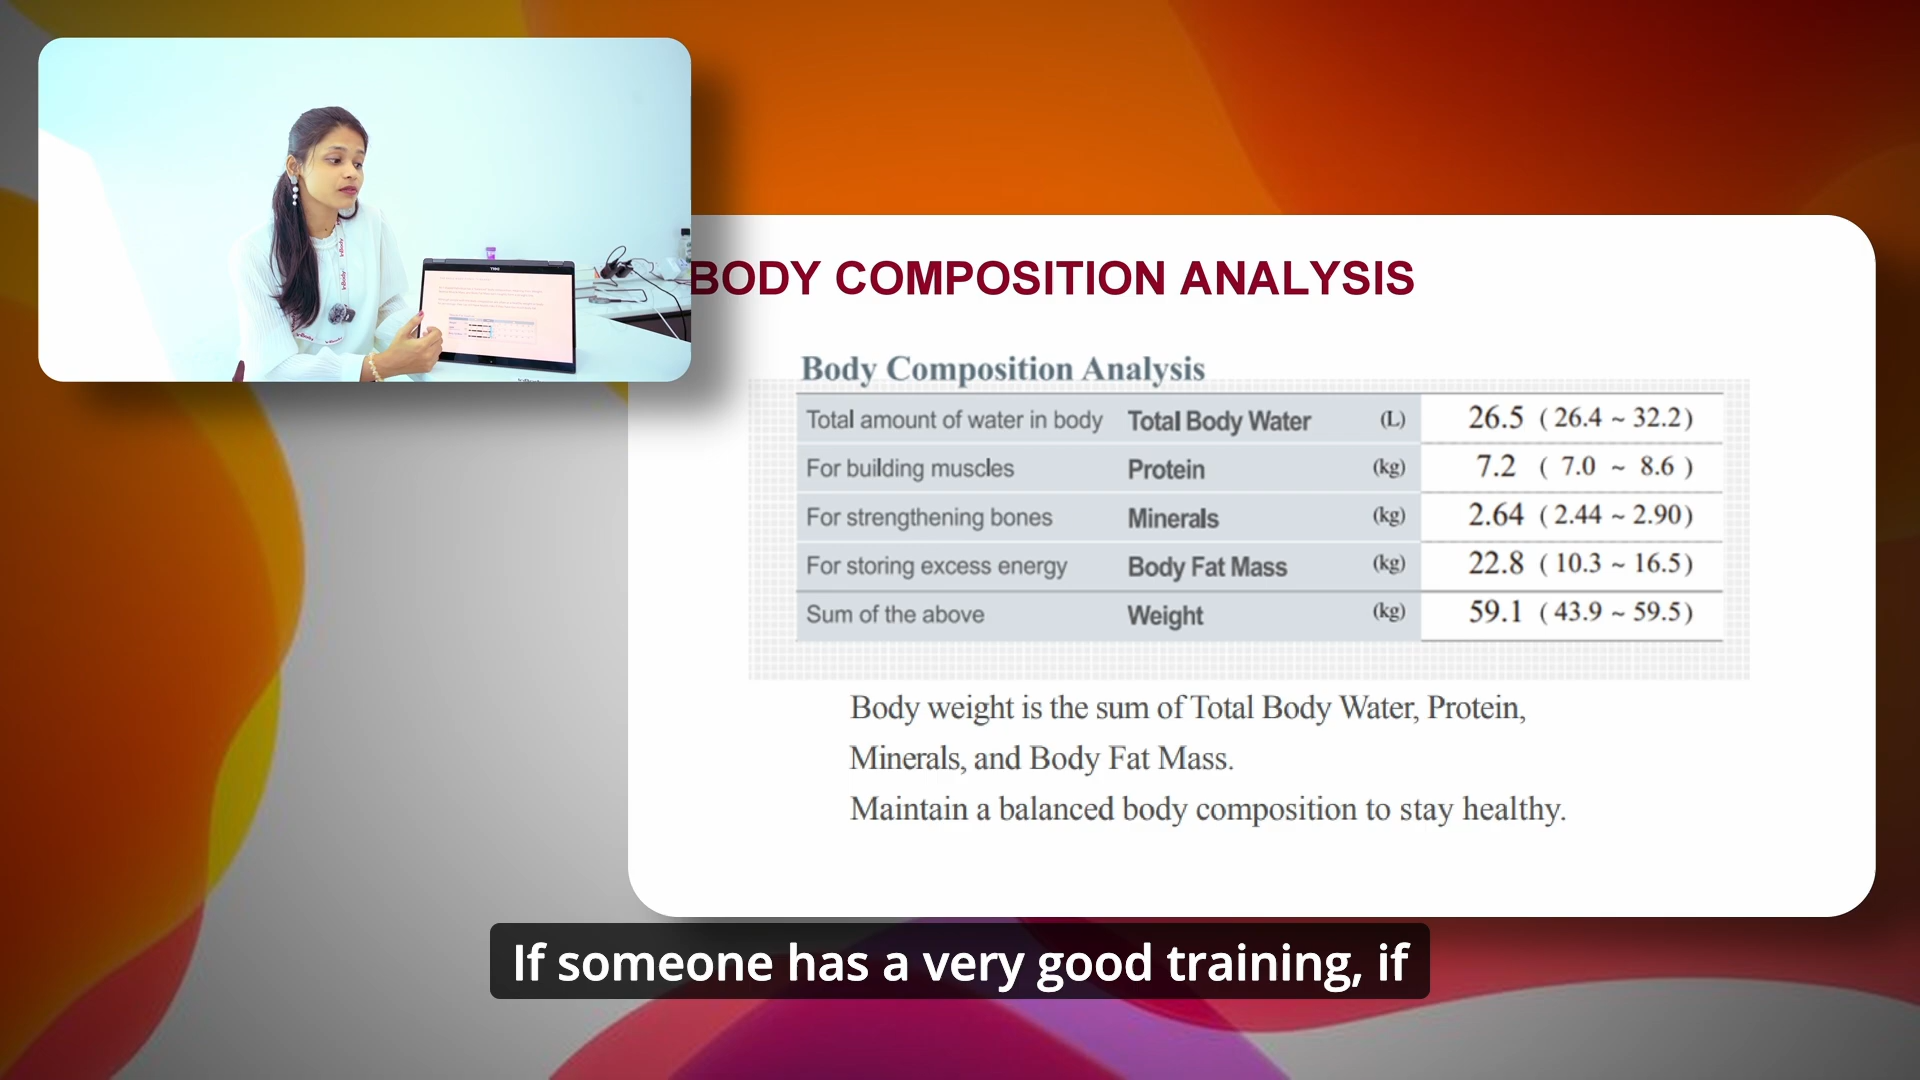 BODY COMPOSITION ANALYSIS
Body Composition Analysis
Total amount of water in body Total Body Water (L) 26.5 ( 26.4 ~ 32.2 )
For building muscles Protein (kg) 7.2 ( 7.0 ~ 8.6 )
For strengthening bones Minerals (kg) 2.64 ( 2.44 ~ 2.90 )
For storing excess energy Body Fat Mass (kg) 22.8 ( 10.3 ~ 16.5 )
Sum of the above Weight (kg) 59.1 ( 43.9 ~ 59.5 )
Body weight is the sum of Total Body Water, Protein,
Minerals, and Body Fat Mass.
Maintain a balanced body composition to stay healthy.
If someone has a very good training, if